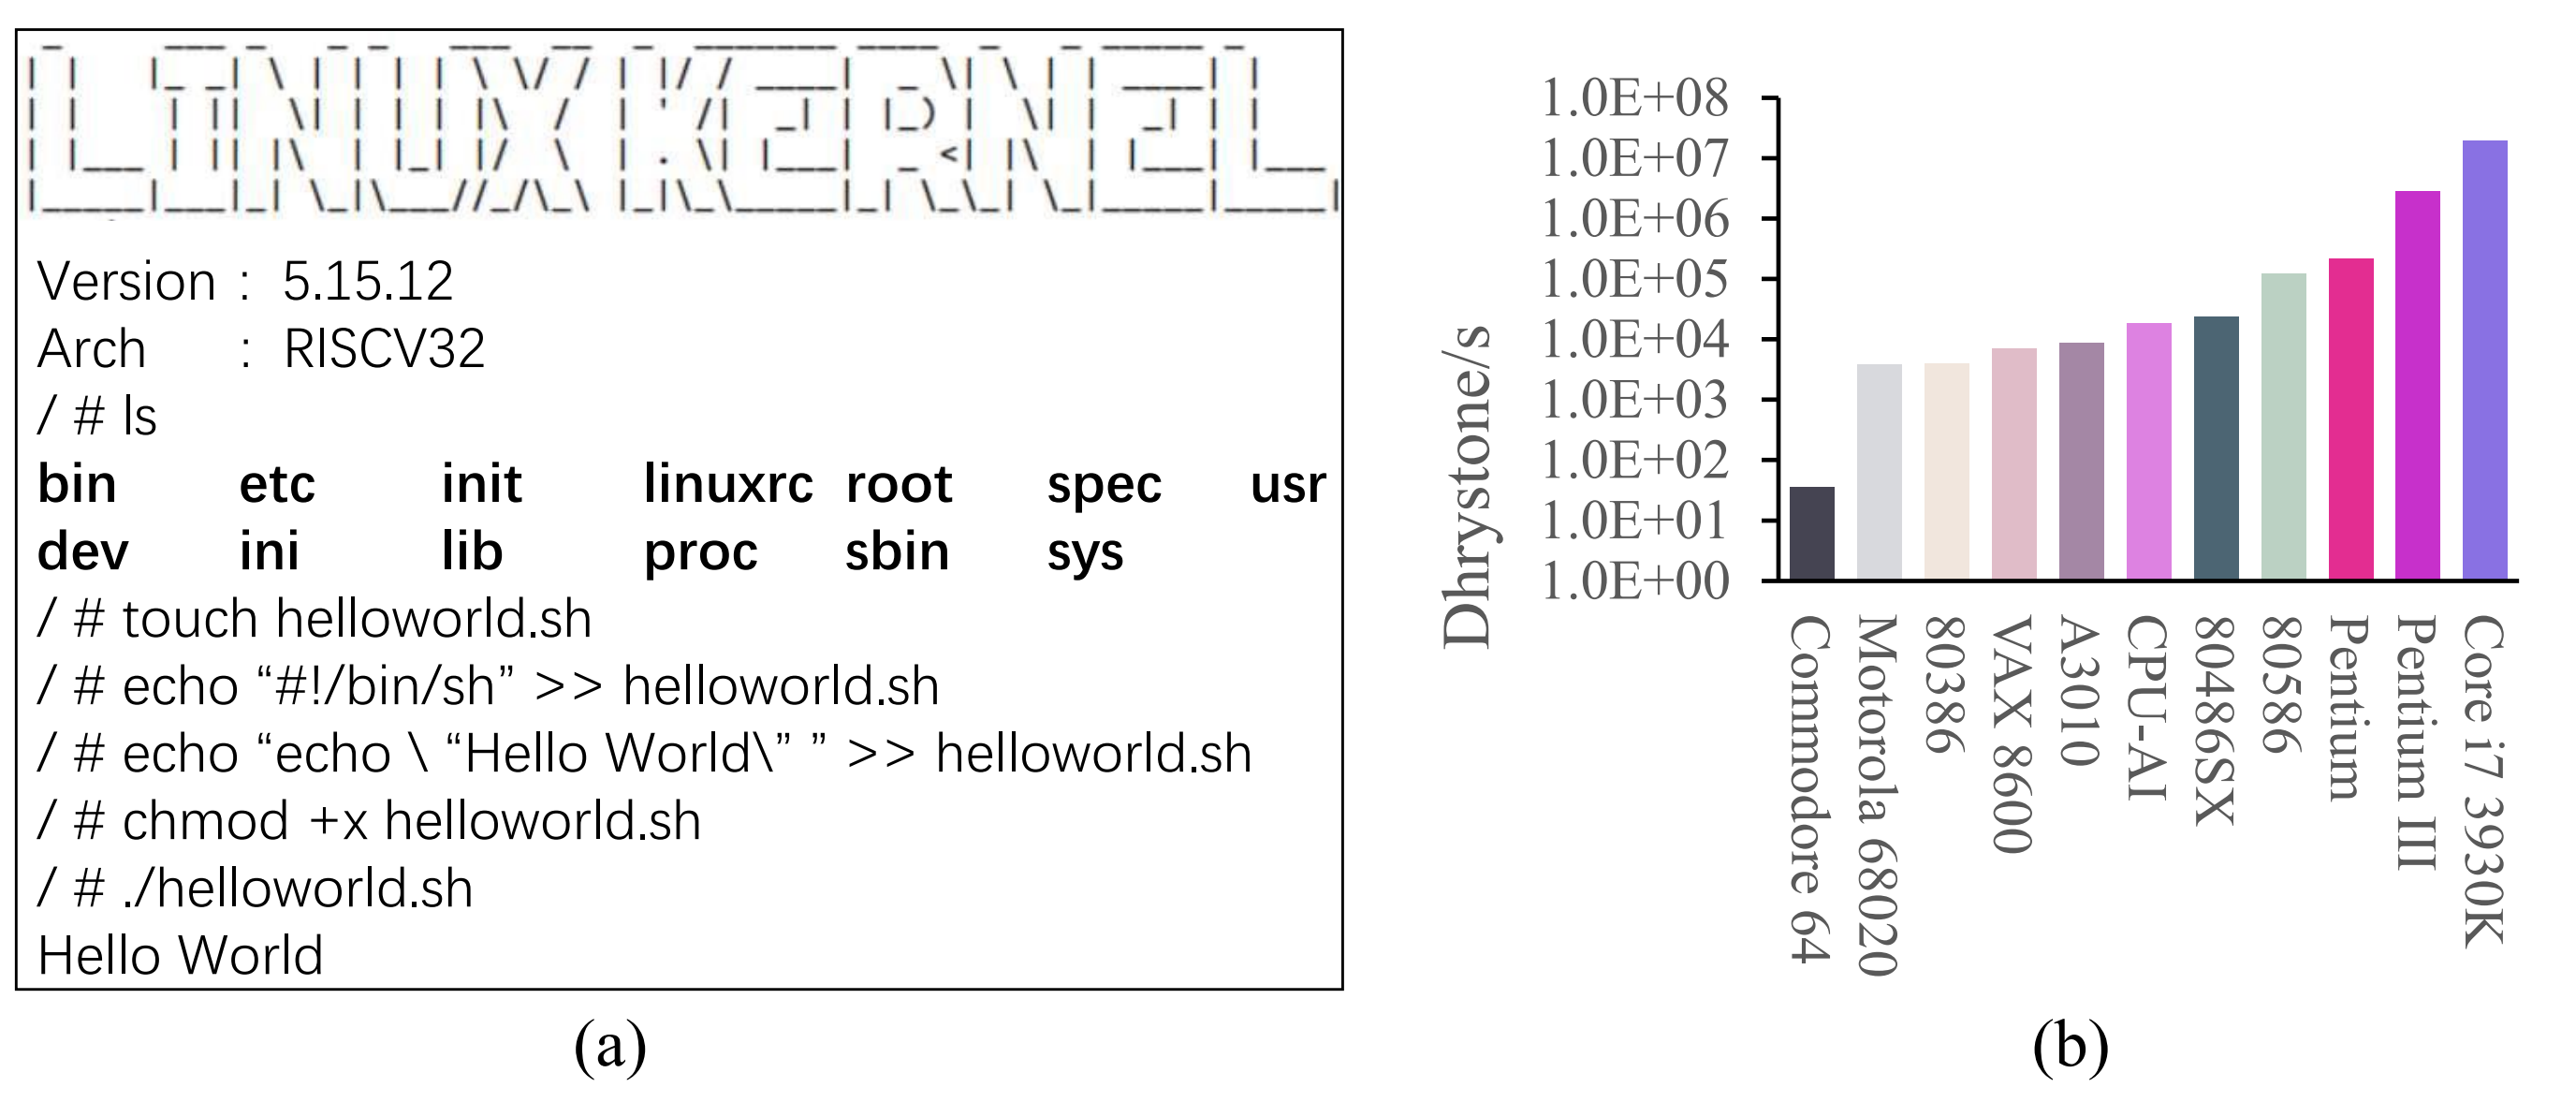 LINUX KERNEL
Version : 5.15.12
Arch : RISCV32
/ # ls
bin etc init linuxrc root spec usr
dev ini lib proc sbin sys
/ # touch helloworld.sh
/ # echo “#!/bin/sh” >> helloworld.sh
/ # echo “echo \ “Hello World\” ” >> helloworld.sh
/ # chmod +x helloworld.sh
/ # ./helloworld.sh
Hello World
(a)
Dhrystone/s
1.0E+08
1.0E+07
1.0E+06
1.0E+05
1.0E+04
1.0E+03
1.0E+02
1.0E+01
1.0E+00
Commodore 64
Motorola 68020
80386
VAX 8600
A3010
CPU-AI
80486SX
80586
Pentium
Pentium III
Core i7 3930K
(b)